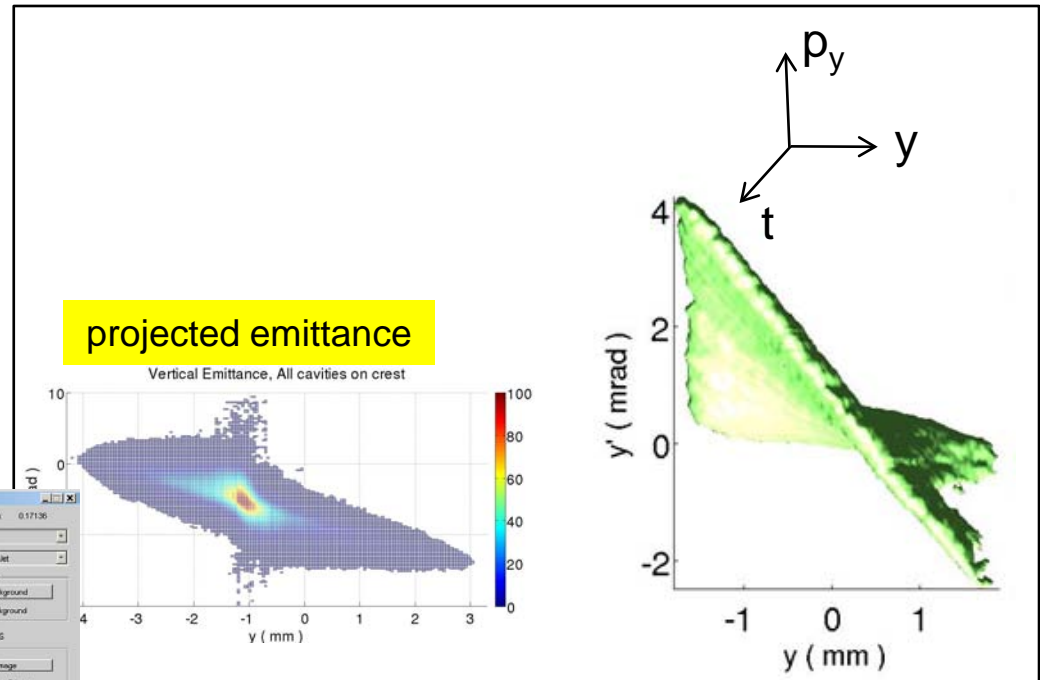 p_y
y
t
projected emittance
Vertical Emittance, All cavities on crest
10
0
100
80
60
40
20
0
-3 -2 -1 0 1 2 3
y ( mm )
0.17136
4
2
0
-2
y' ( mrad )
-1 0 1
y ( mm )